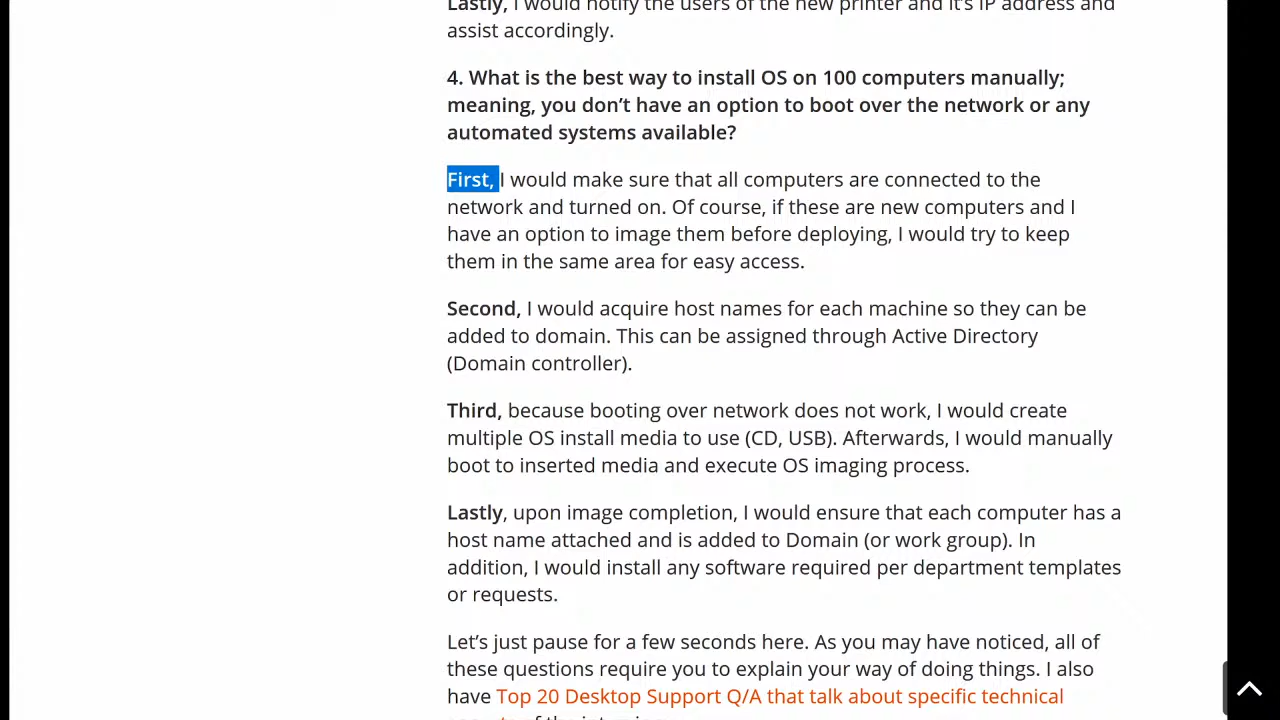 Lastly, I would notify the users of the new printer and it's IP address and
assist accordingly.
4. What is the best way to install OS on 100 computers manually;
meaning, you don’t have an option to boot over the network or any
automated systems available?
First, I would make sure that all computers are connected to the
network and turned on. Of course, if these are new computers and I
have an option to image them before deploying, I would try to keep
them in the same area for easy access.
Second, I would acquire host names for each machine so they can be
added to domain. This can be assigned through Active Directory
(Domain controller).
Third, because booting over network does not work, I would create
multiple OS install media to use (CD, USB). Afterwards, I would manually
boot to inserted media and execute OS imaging process.
Lastly, upon image completion, I would ensure that each computer has a
host name attached and is added to Domain (or work group). In
addition, I would install any software required per department templates
or requests.
Let’s just pause for a few seconds here. As you may have noticed, all of
these questions require you to explain your way of doing things. I also
have Top 20 Desktop Support Q/A that talk about specific technical
of the